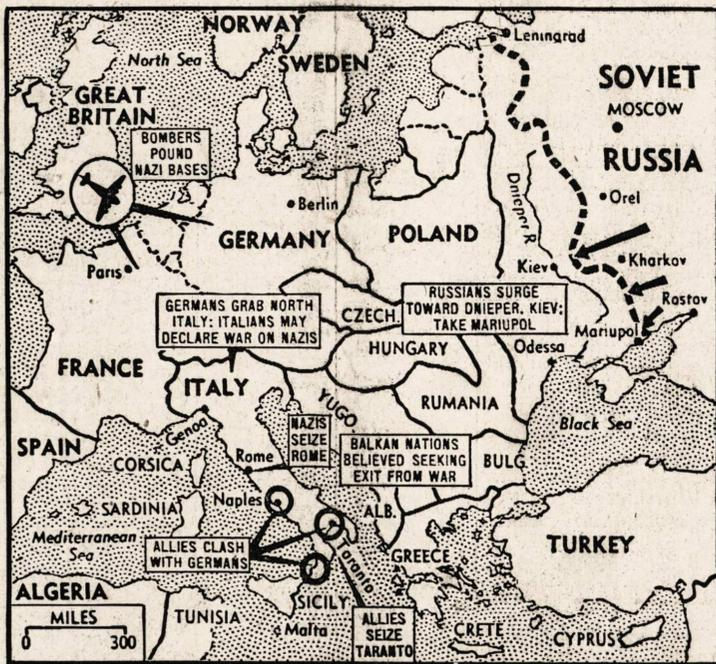 NORWAY
North Sea
SWEDEN
Leningrad
SOVIET
MOSCOW
RUSSIA
GREAT
BRITAIN
BOMBERS
POUND
NAZI BASES
Berlin
GERMANY
POLAND
Dnieper R
Orel
Kiev
Kharkov
Rostov
Paris
GERMANS GRAB NORTH
ITALY; ITALIANS MAY
DECLARE WAR ON NAZIS
CZECH.
RUSSIANS SURGE
TOWARD DNIEPER, KIEV;
TAKE MARIUPOL
Mariupol
HUNGARY
Odessa
FRANCE
ITALY
YUGO.
RUMANIA
Black Sea
SPAIN
Genoa
NAZIS
SEIZE
ROME
CORSICA
Rome
BALKAN NATIONS
BELIEVED SEEKING
EXIT FROM WAR
BULG
SARDINIA
Naples
ALB.
Mediterranean
Sea
ALLIES CLASH
WITH GERMANS
Taranto
GREECE
TURKEY
ALGERIA
MILES
0 300
TUNISIA
SICILY
Malta
ALLIES
SEIZE
TARANTO
CRETE
CYPRUS